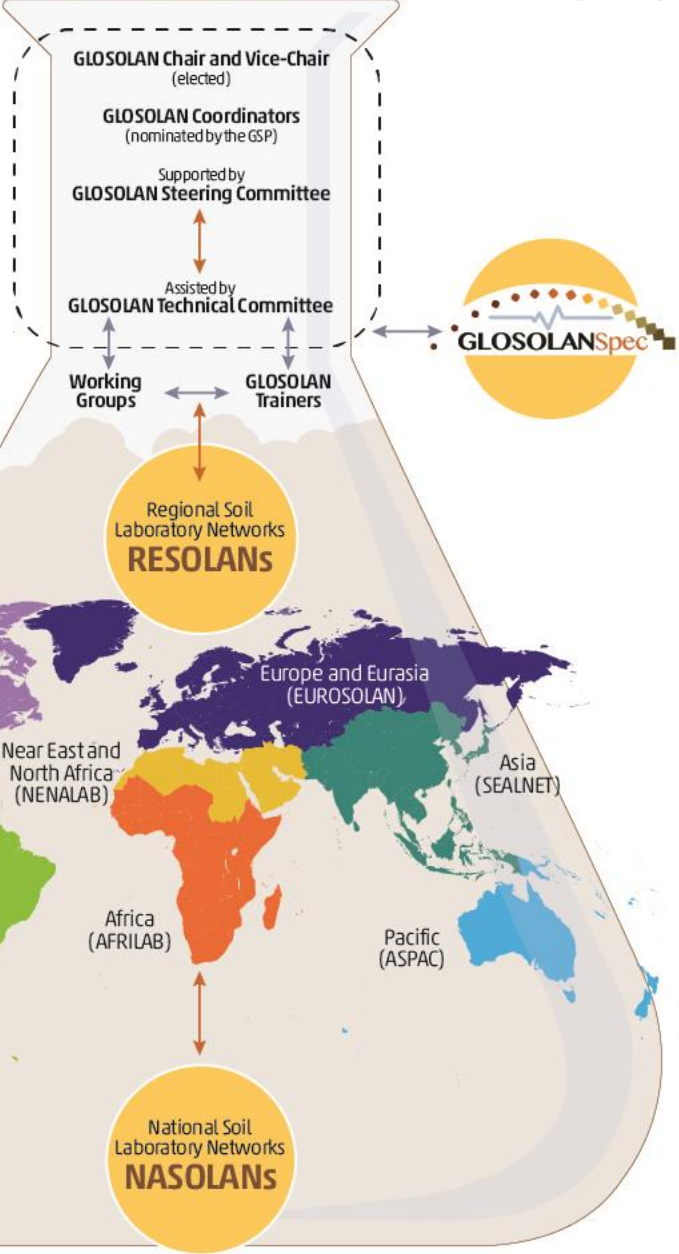 GLOSOLAN Chair and Vice-Chair
(elected)
GLOSOLAN Coordinators
(nominated by the GSP)
Supported by
GLOSOLAN Steering Committee
Assisted by
GLOSOLAN Technical Committee
GLOSOLANSpec
Working
Groups
GLOSOLAN
Trainers
Regional Soil
Laboratory Networks
RESOLANs
Europe and Eurasia
(EUROSOLAN)
Near East and
North Africa
(NENALAB)
Asia
(SEALNET)
Africa
(AFRILAB)
Pacific
(ASPAC)
National Soil
Laboratory Networks
NASOLANs